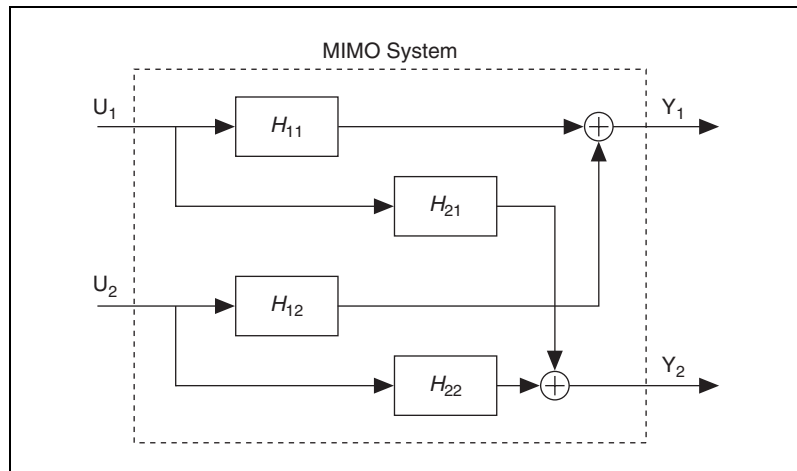 MIMO System
U₁
H₁₁
Y₁
H₂₁
U₂
H₁₂
H₂₂
Y₂